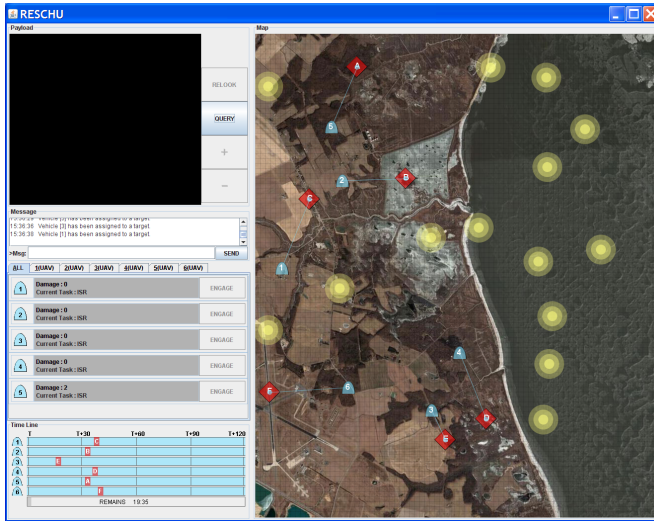 RESCHU
Payload
RELOOK
QUERY
+
-
Message
15:36:36 Vehicle [3] has been assigned to a target.
15:36:38 Vehicle [1] has been assigned to a target.
>Msg:
SEND
ALL 1(UAV) 2(UAV) 3(UAV) 4(UAV) 5(UAV) 6(UAV)
1
Damage : 0
Current Task : ISR
ENGAGE
2
Damage : 0
Current Task : ISR
ENGAGE
3
Damage : 0
Current Task : ISR
ENGAGE
4
Damage : 0
Current Task : ISR
ENGAGE
5
Damage : 2
Current Task : ISR
ENGAGE
Time Line
T T+30 T+60 T+90 T+120
1 C
2 B
3 E
4 D
5 A
6 F
REMAINS 19:35
Map
A
5
2
B
C
1
4
F
6
3
D
E